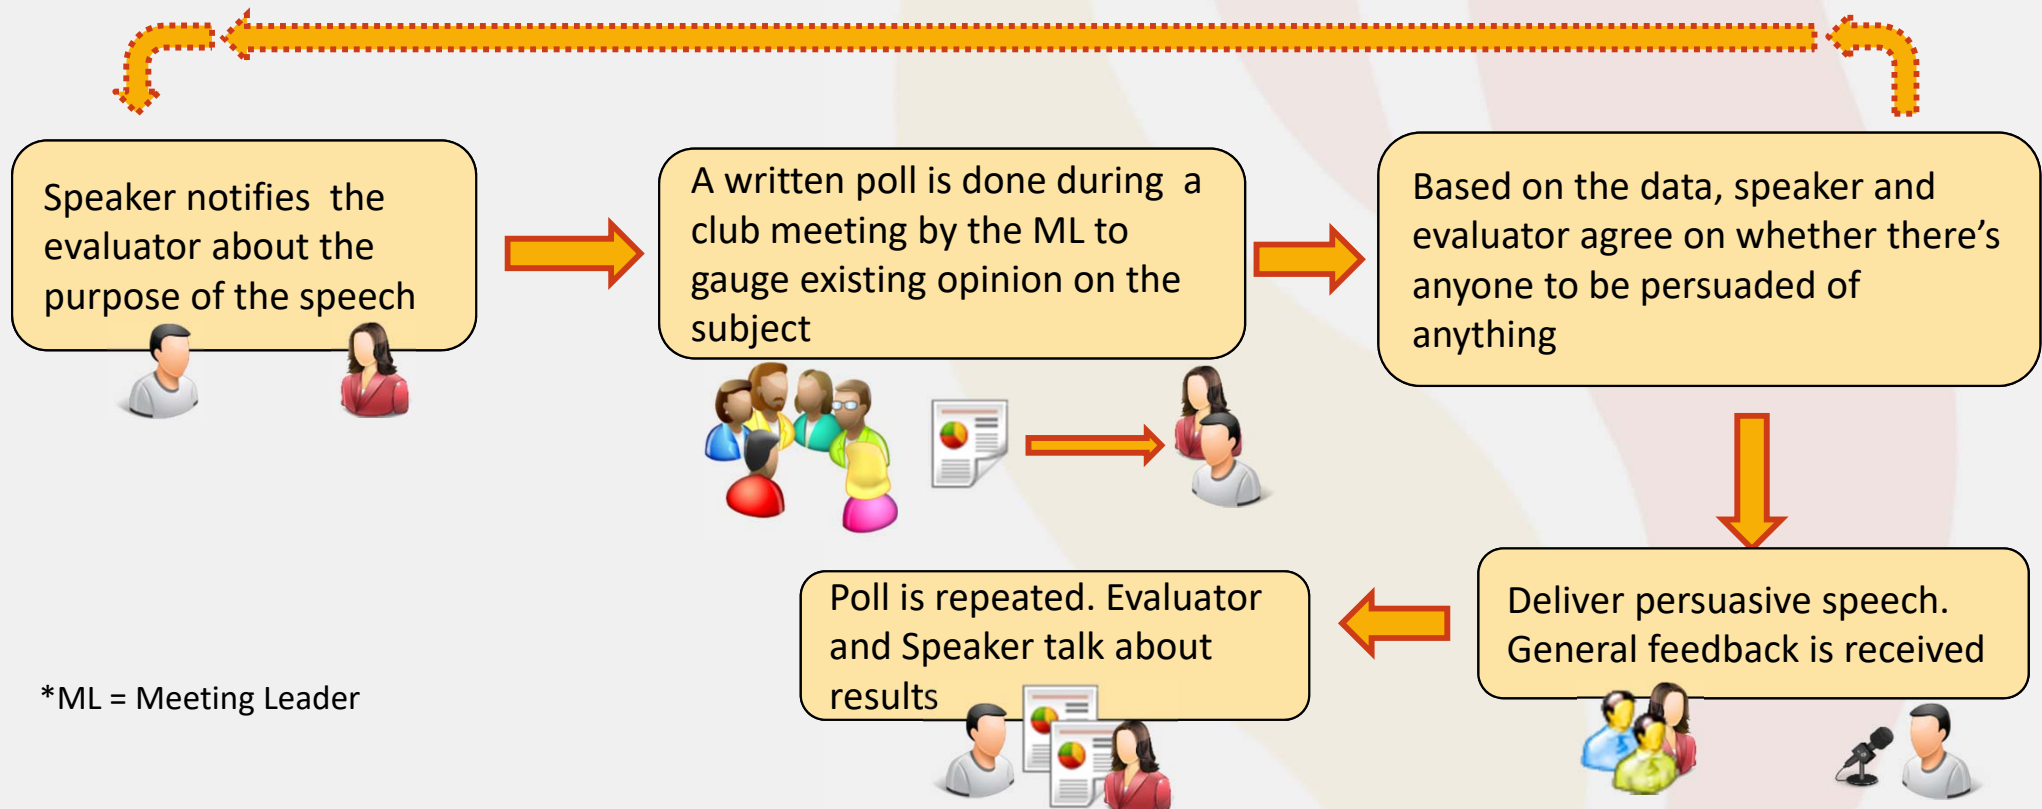 Speaker notifies the
evaluator about the
purpose of the speech
A written poll is done during a
club meeting by the ML to
gauge existing opinion on the
subject
Based on the data, speaker and
evaluator agree on whether there's
anyone to be persuaded of
anything
Deliver persuasive speech.
General feedback is received
Poll is repeated. Evaluator
and Speaker talk about
results
*ML = Meeting Leader